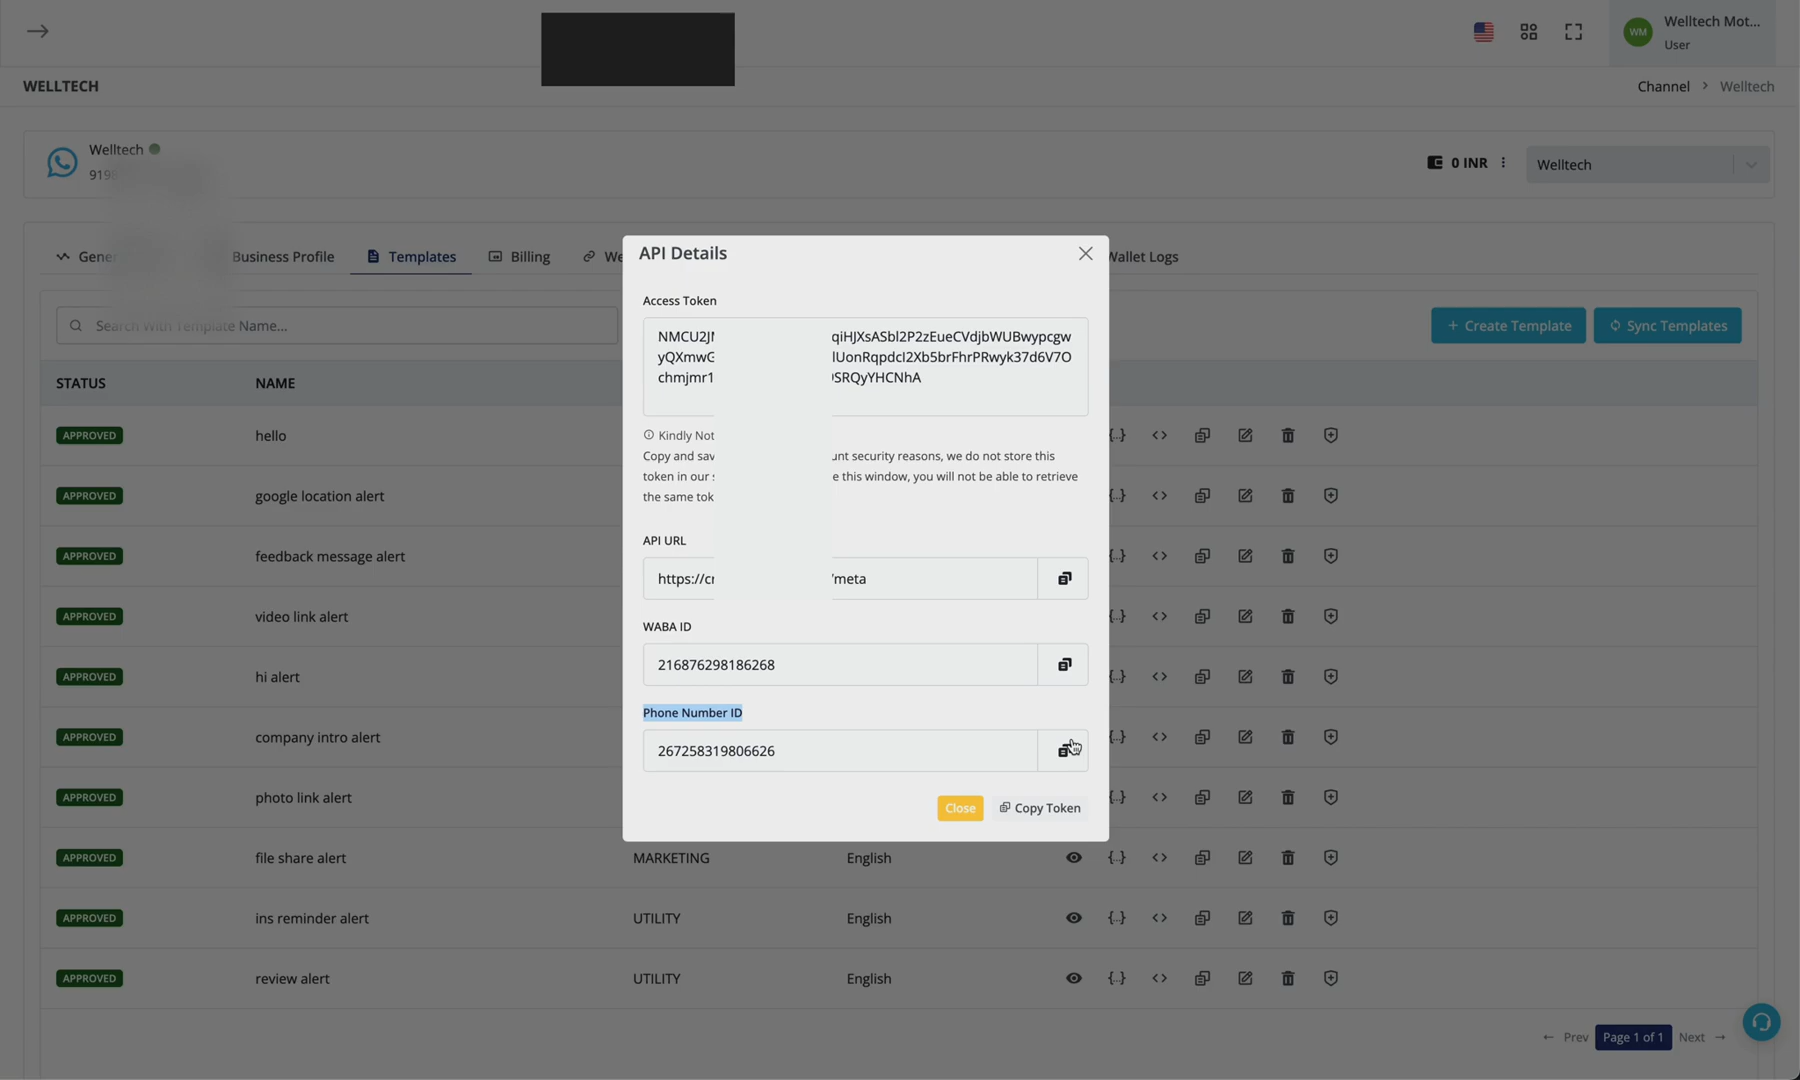 WM
Welltech Mot...
User
WELLTECH
Channel > Welltech
Welltech
9198
0 INR
Welltech
Gener
Business Profile
Templates
Billing
We
Wallet Logs
Search With Template Name...
+ Create Template
Sync Templates
STATUS NAME
APPROVED hello
APPROVED google location alert
APPROVED feedback message alert
APPROVED video link alert
APPROVED hi alert
APPROVED company intro alert
APPROVED photo link alert
APPROVED file share alert MARKETING English
APPROVED ins reminder alert UTILITY English
APPROVED review alert UTILITY English
← Prev Page 1 of 1 Next →
API Details
Access Token
NMCU2JM qiHJXsASbl2P2zEueCVdjbWUBwypcgw
yQXmwG lUonRqpdcI2Xb5brFhrPRwyk37d6V7O
chmjmr1 9SRQyYHCNhA
Kindly Not
Copy and sav unt security reasons, we do not store this
token in our s e this window, you will not be able to retrieve
the same tok
API URL
https://cr /meta
WABA ID
216876298186268
Phone Number ID
267258319806626
Close
Copy Token